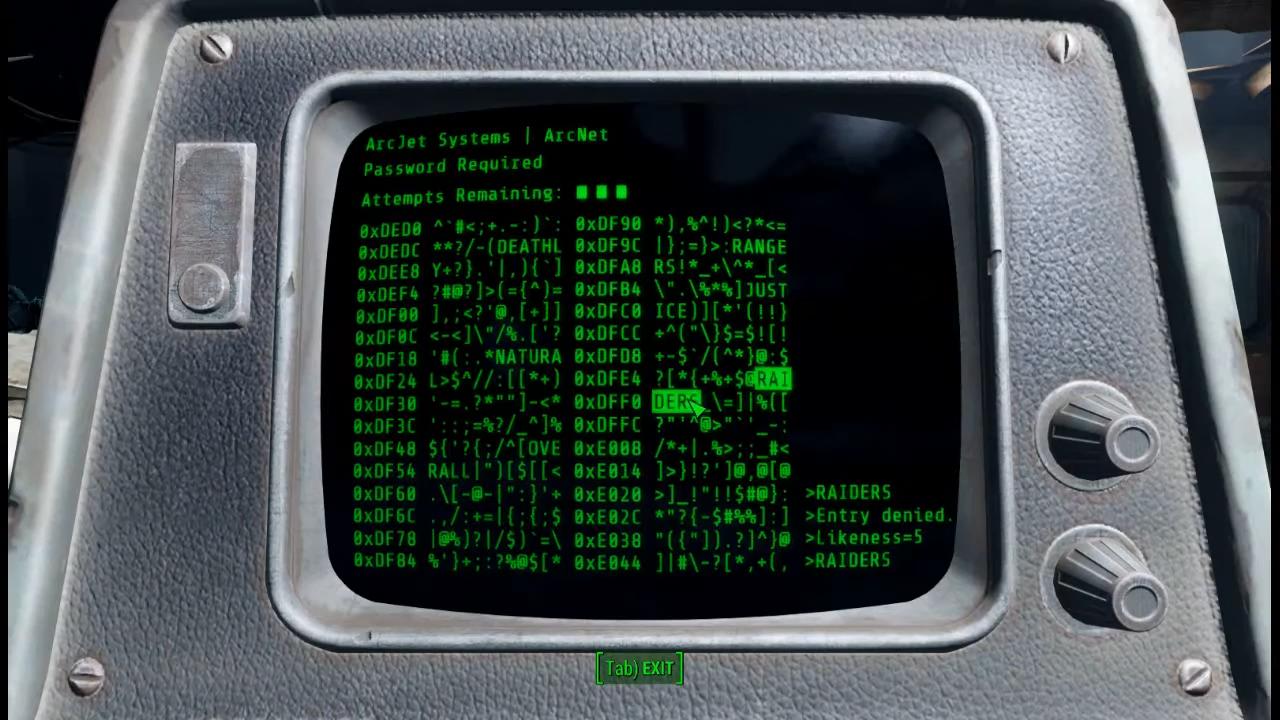 ArcJet Systems | ArcNet
Password Required
Attempts Remaining: ■ ■ ■
0xDED0 ^`#<;+.-:)`: 0xDF90 *),%^!)<?*<=
0xDEDC **?/-(DEATHL 0xDF9C |};=}>:RANGE
0xDEE8 Y+?}.'|,){`] 0xDFA8 RS!*_+\^*_[<
0xDEF4 ?#@?]>(={^)= 0xDFB4 \".\%*%]JUST
0xDF00 ],;<?'@,[+]] 0xDFC0 ICE)][*'(!!}
0xDF0C <-<]\"/%.['? 0xDFCC +^("\}$=$![!
0xDF18 '#(:.*NATURA 0xDFD8 +-$`/(^*}@:$
0xDF24 L>$^//:[[*+) 0xDFE4 ?[*{+%+$@RAI
0xDF30 '-=.?*""]-<* 0xDFF0 DERS \=]|%([
0xDF3C '::;=%?/_^]% 0xDFFC ?"'^@>"`'_-:
0xDF48 ${'?{;/^[OVE 0xE008 /*+|.%>;;_#<
0xDF54 RALL|")[$[[< 0xE014 ]>}!?']@,@[@
0xDF60 .\[-@-|":}'+ 0xE020 >]_!"!!$#@}: >RAIDERS
0xDF6C .,/:+=|{;{;$ 0xE02C *"?{-$#%%]:] >Entry denied.
0xDF78 |@%)?|/$)`=\ 0xE038 "({"]).?]^}@ >Likeness=5
0xDF84 %'}+;:?%@$[* 0xE044 ]|#\-?[*,+(, >RAIDERS
Tab) EXIT